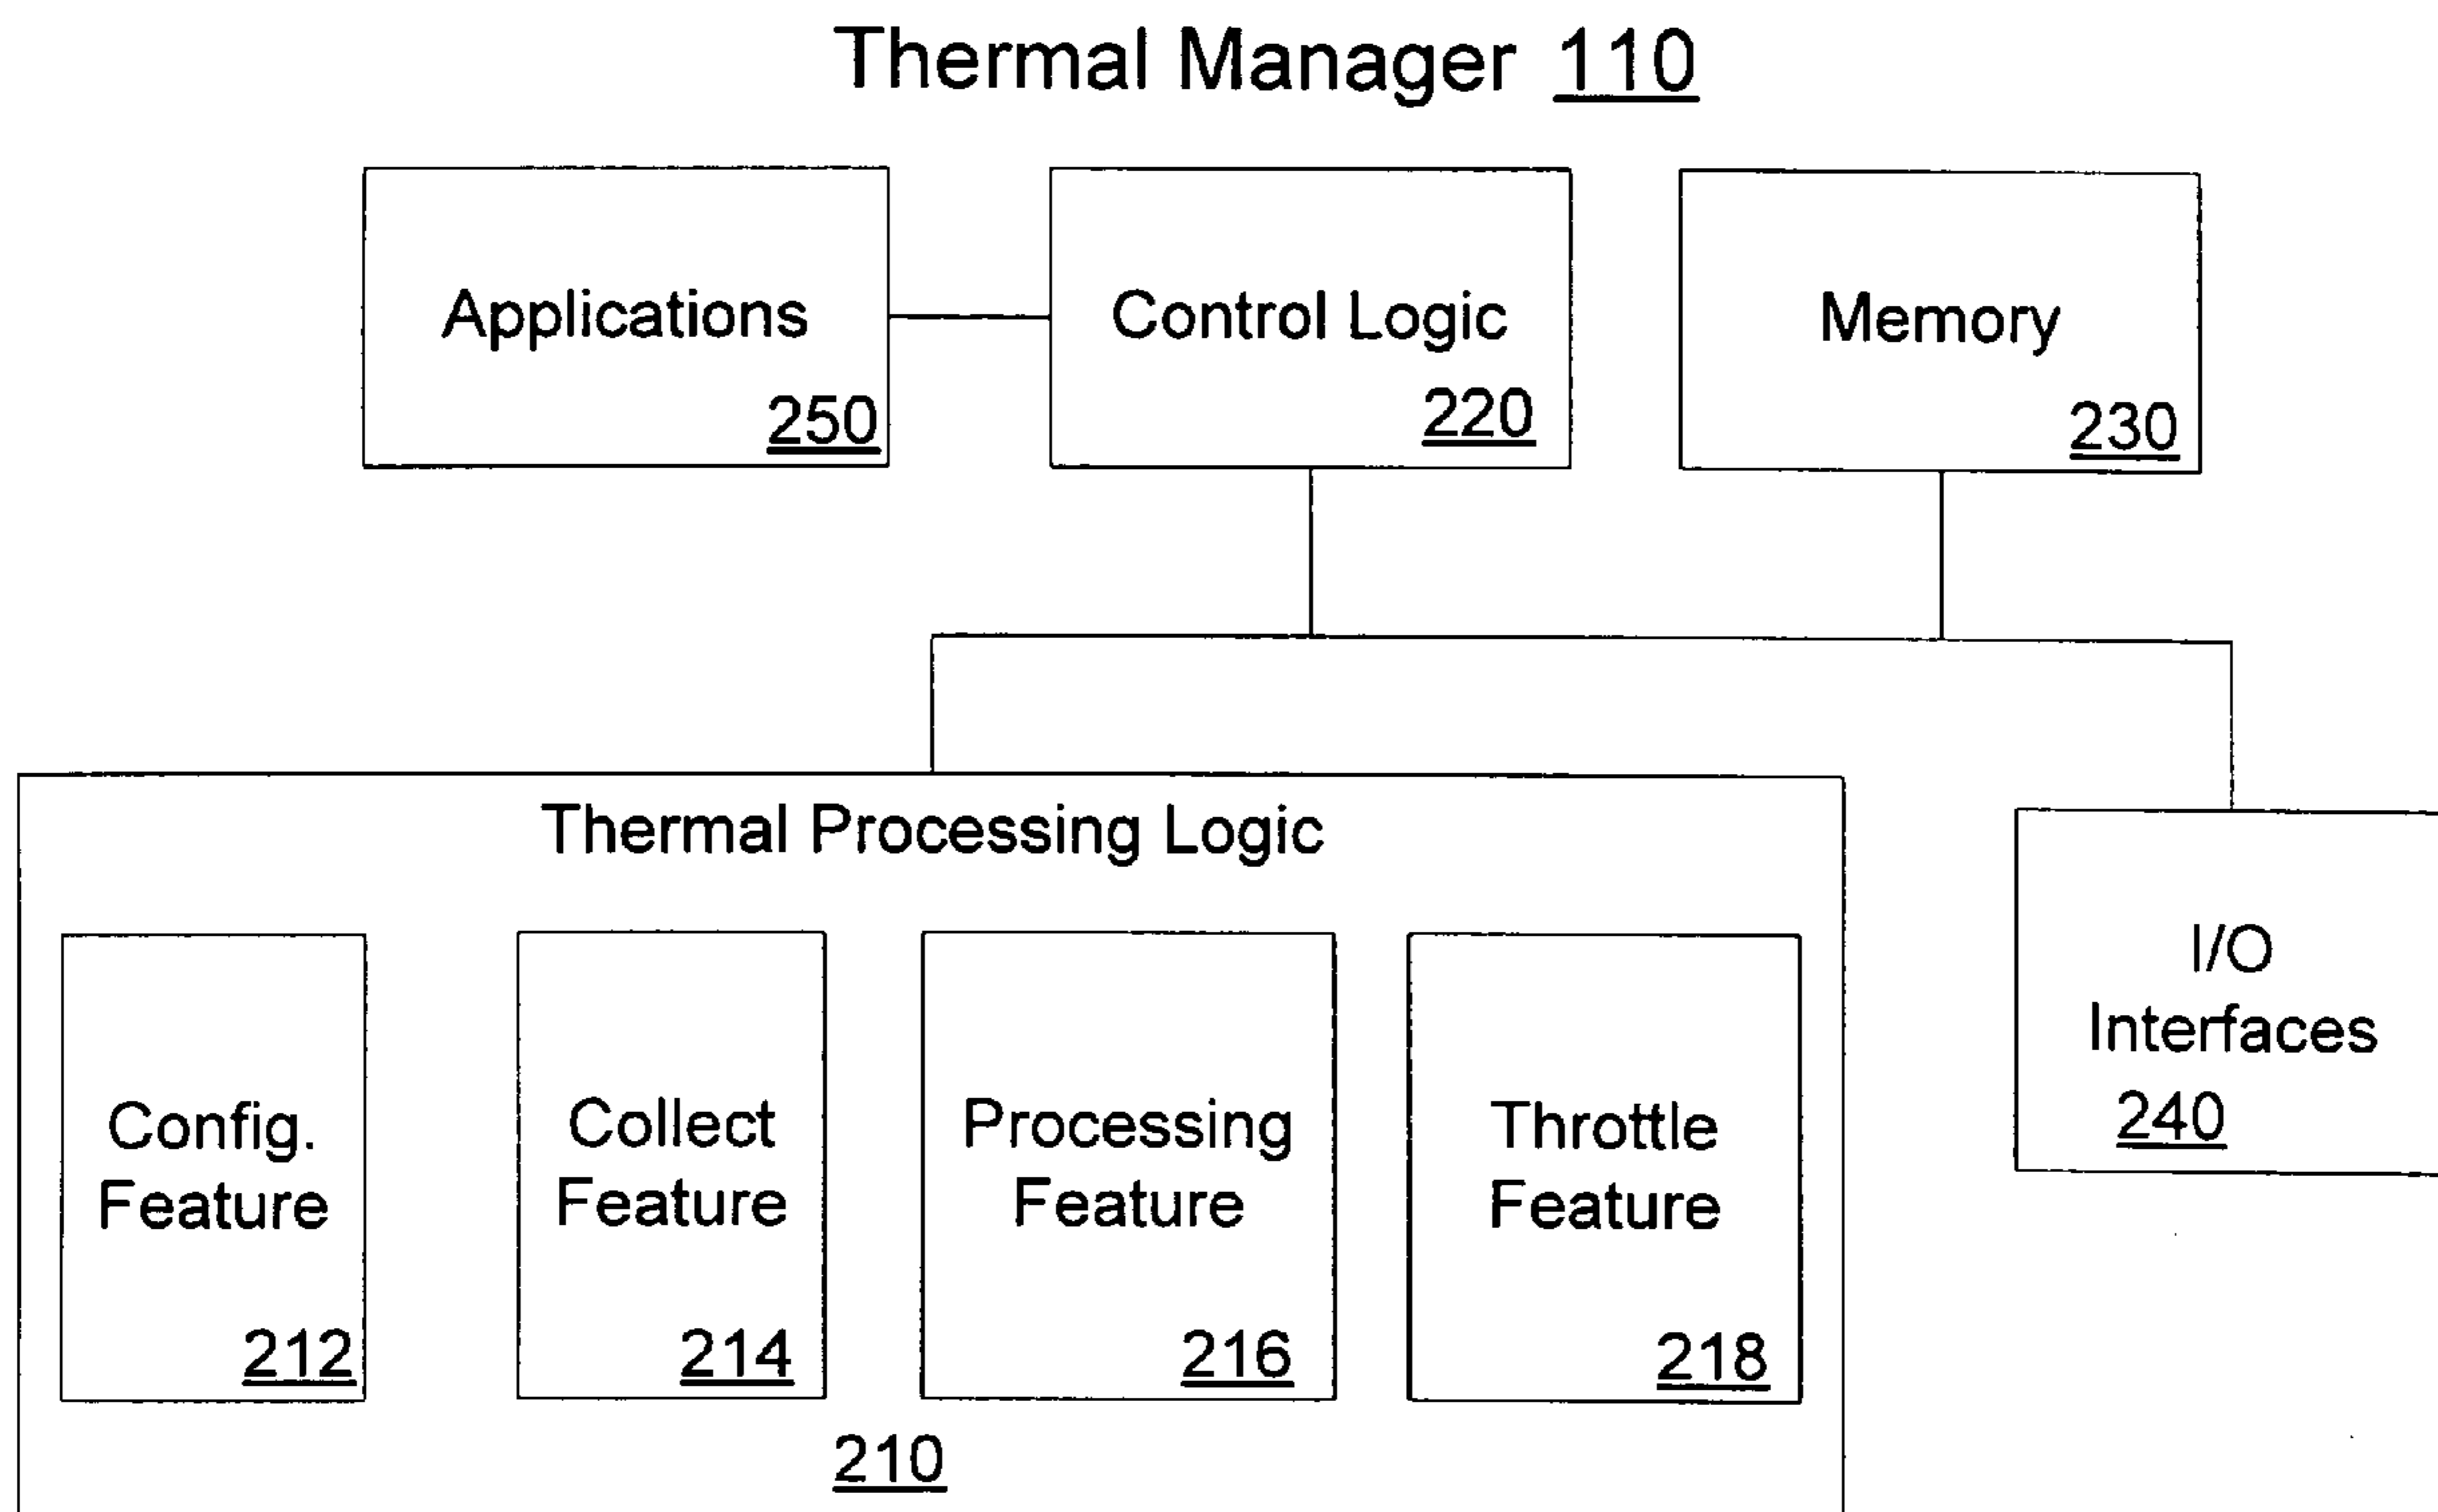 Thermal Manager 110
Applications
250
Control Logic
220
Memory
230
Thermal Processing Logic
Config.
Feature
212
Collect
Feature
214
Processing
Feature
216
Throttle
Feature
218
210
I/O
Interfaces
240